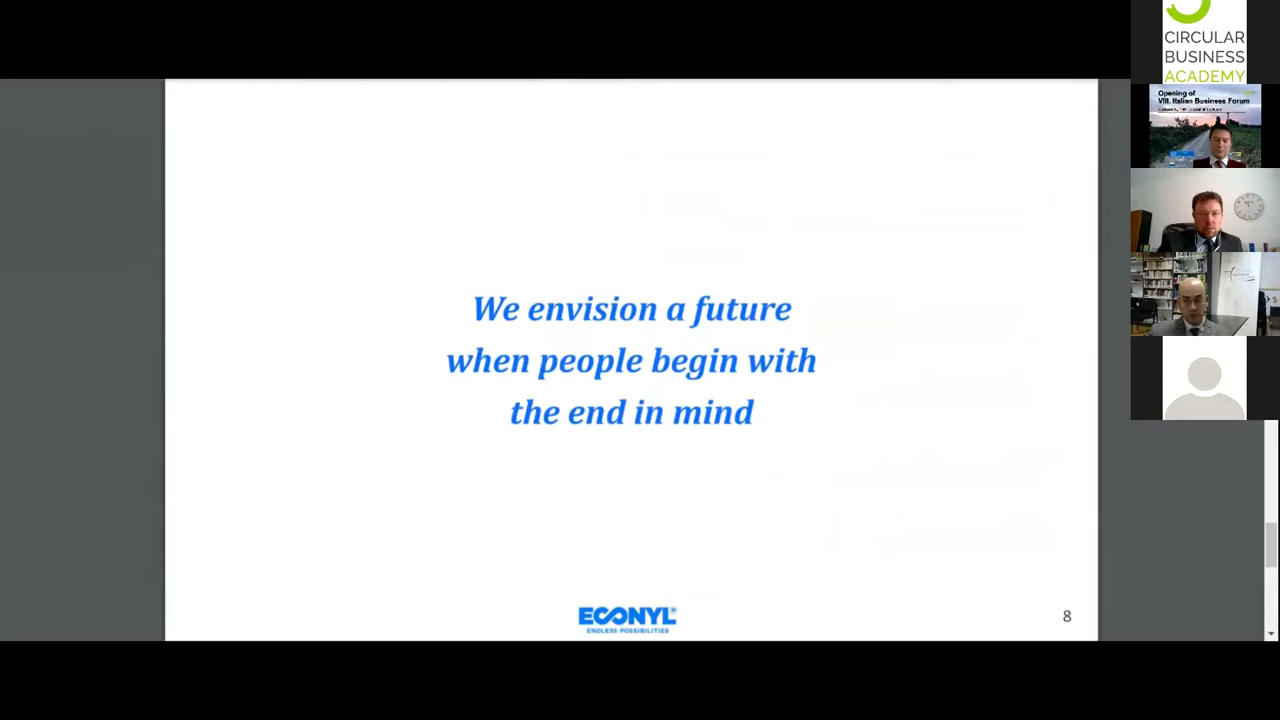 We envision a future
when people begin with
the end in mind
ECONYL®
ENDLESS POSSIBILITIES
8
CIRCULAR
BUSINESS
ACADEMY
Opening of
VIII. Italian Business Forum